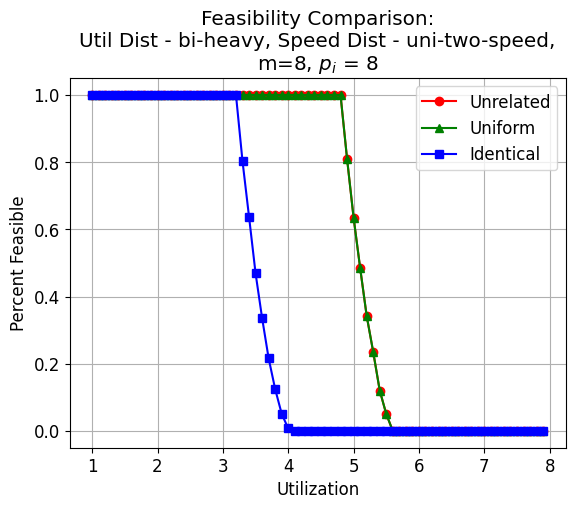 Feasibility Comparison:
Util Dist - bi-heavy, Speed Dist - uni-two-speed,
m=8, $p_i$ = 8
Unrelated
Uniform
Identical
Percent Feasible
1.0
0.8
0.6
0.4
0.2
0.0
1 2 3 4 5 6 7 8
Utilization